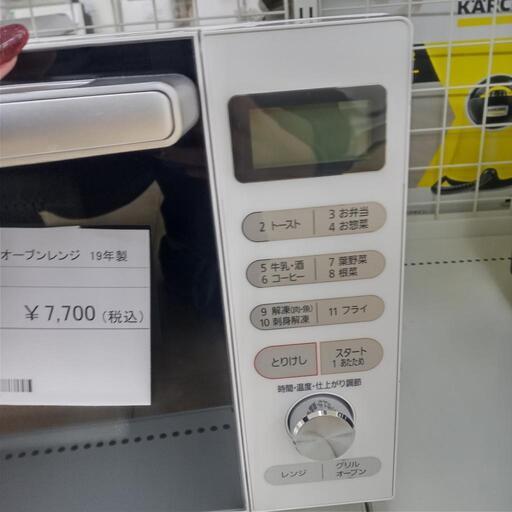 KÄRC
オーブンレンジ 19年製
￥7,700(税込)
2 トースト
3 お弁当
4 お惣菜
5 牛乳・酒
6 コーヒー
7 葉野菜
8 根菜
9 解凍(肉・魚)
10 刺身解凍
11 フライ
とりけし
スタート
1 あたため
時間・温度・仕上がり調節
レンジ
グリル
オーブン